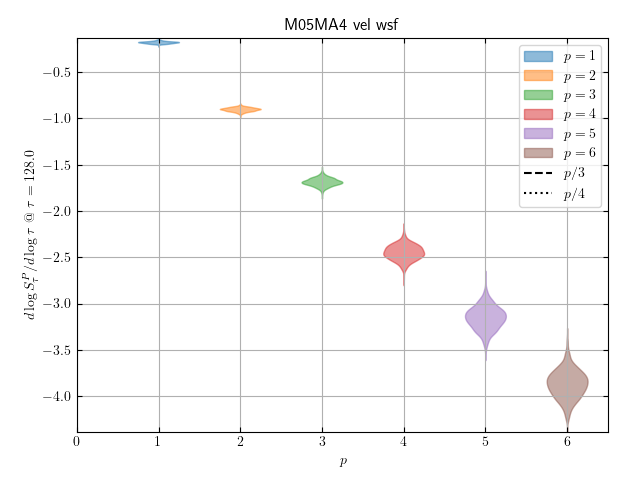 M05MA4 vel wsf
d log S_τ^P / d log τ @ τ = 128.0
−0.5
−1.0
−1.5
−2.0
−2.5
−3.0
−3.5
−4.0
p = 1
p = 2
p = 3
p = 4
p = 5
p = 6
p/3
p/4
0 1 2 3 4 5 6
p